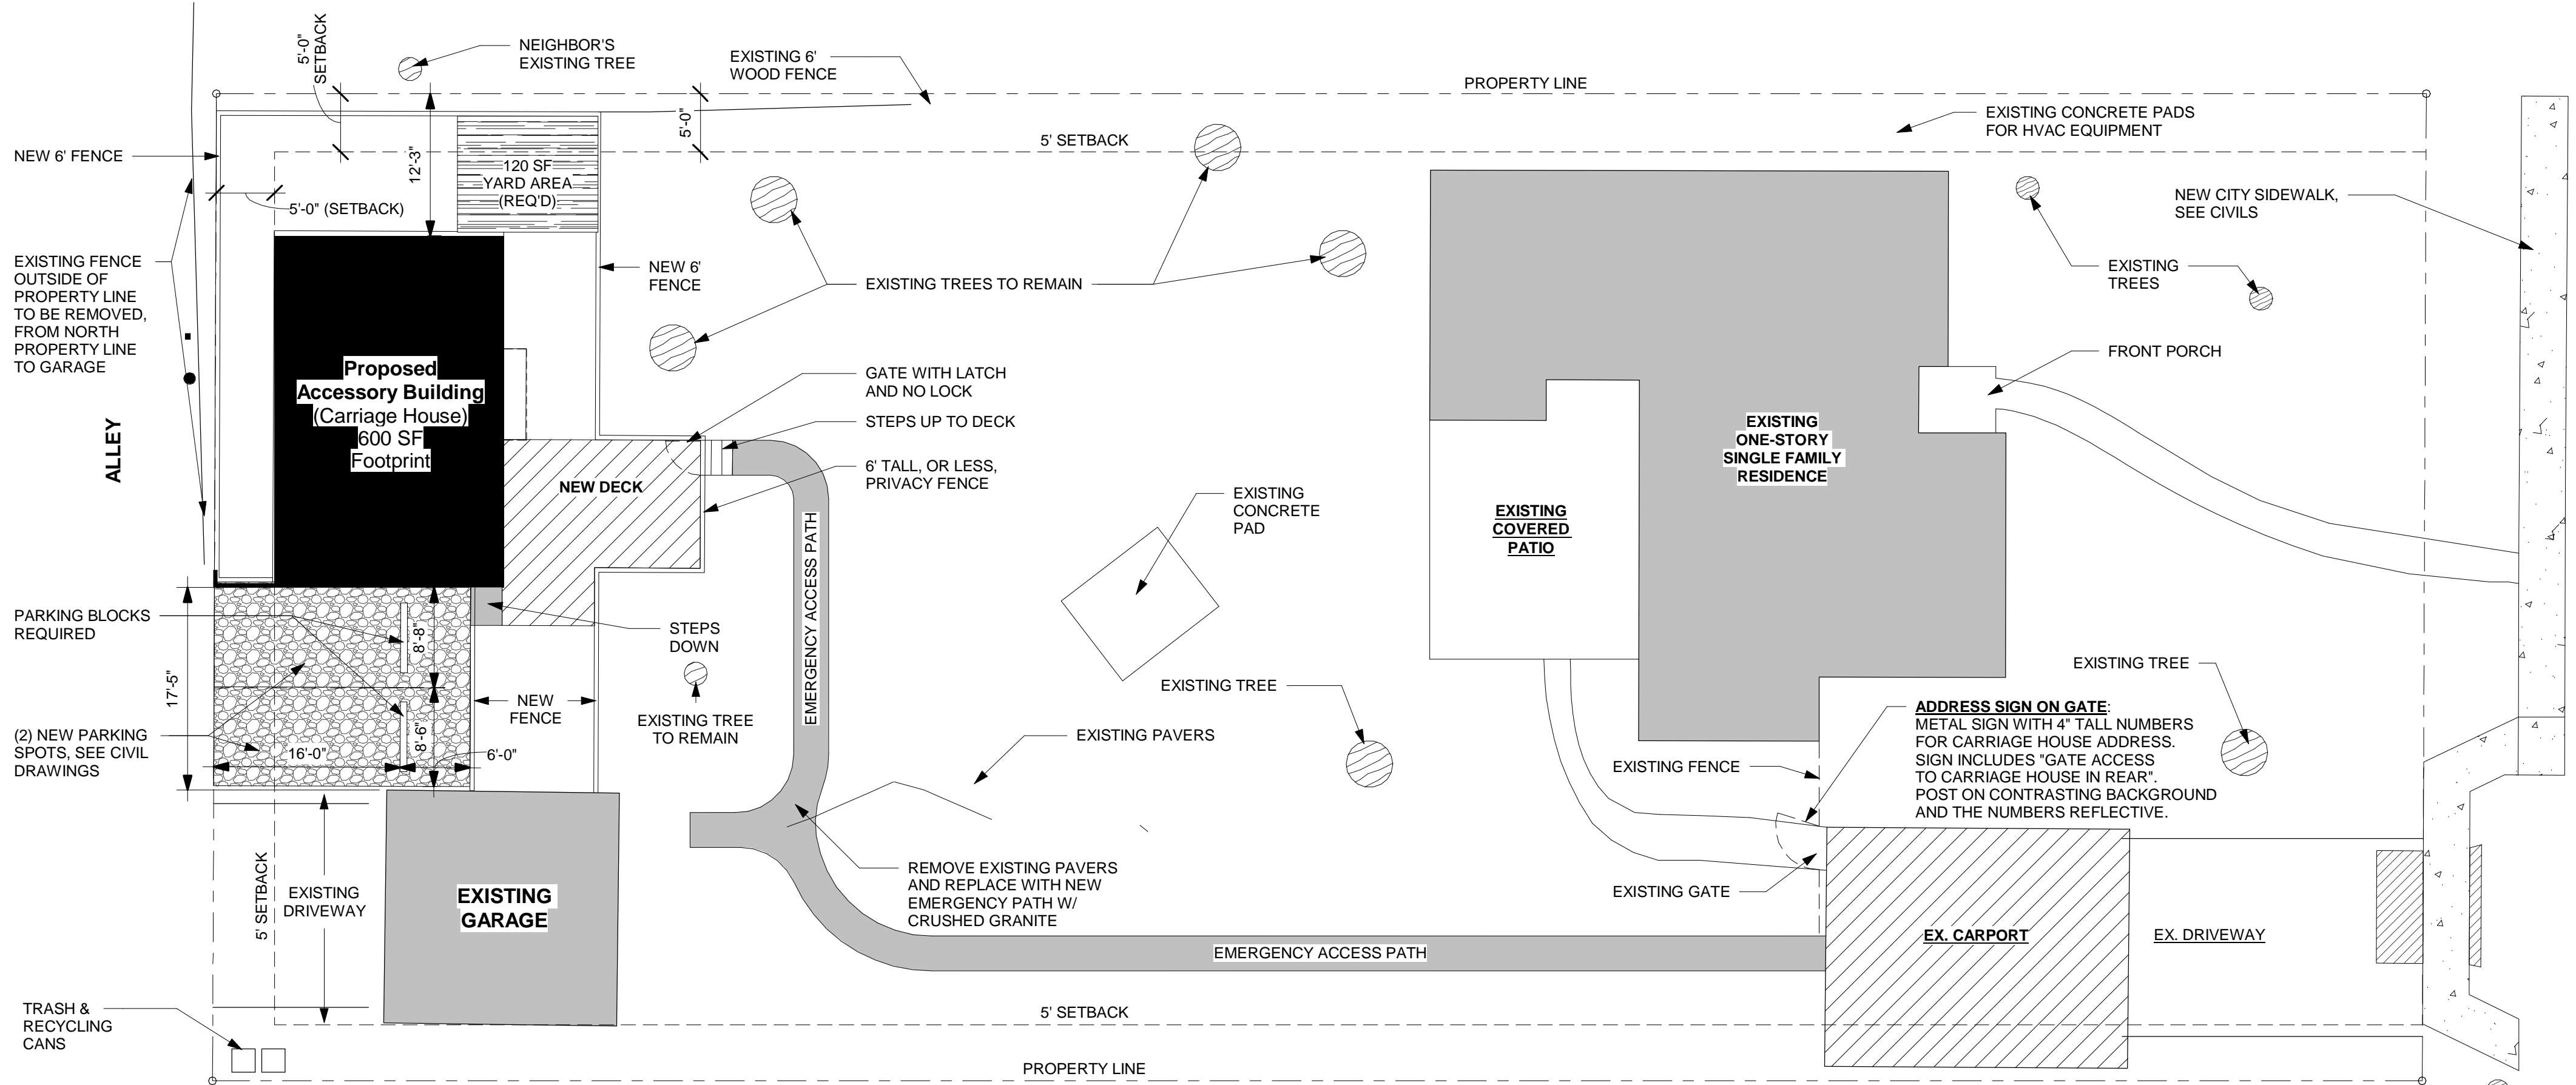 5'-0"
SETBACK
NEIGHBOR'S
EXISTING TREE
EXISTING 6'
WOOD FENCE
PROPERTY LINE
EXISTING CONCRETE PADS
FOR HVAC EQUIPMENT
NEW 6' FENCE
12'-3"
5'-0"
5' SETBACK
120 SF
YARD AREA
(REQ'D)
5'-0" (SETBACK)
NEW CITY SIDEWALK,
SEE CIVILS
EXISTING FENCE
OUTSIDE OF
PROPERTY LINE
TO BE REMOVED,
FROM NORTH
PROPERTY LINE
TO GARAGE
NEW 6'
FENCE
EXISTING TREES TO REMAIN
EXISTING
TREES
FRONT PORCH
ALLEY
Proposed
Accessory Building
(Carriage House)
600 SF
Footprint
GATE WITH LATCH
AND NO LOCK
STEPS UP TO DECK
6' TALL, OR LESS,
PRIVACY FENCE
NEW DECK
EXISTING
CONCRETE
PAD
EXISTING
COVERED
PATIO
EXISTING
ONE-STORY
SINGLE FAMILY
RESIDENCE
EMERGENCY ACCESS PATH
PARKING BLOCKS
REQUIRED
8'-8"
STEPS
DOWN
17'-5"
NEW
FENCE
EXISTING TREE
TO REMAIN
EXISTING TREE
EXISTING TREE
(2) NEW PARKING
SPOTS, SEE CIVIL
DRAWINGS
16'-0"
8'-6"
6'-0"
EXISTING PAVERS
EXISTING FENCE
ADDRESS SIGN ON GATE:
METAL SIGN WITH 4" TALL NUMBERS
FOR CARRIAGE HOUSE ADDRESS.
SIGN INCLUDES "GATE ACCESS
TO CARRIAGE HOUSE IN REAR".
POST ON CONTRASTING BACKGROUND
AND THE NUMBERS REFLECTIVE.
5' SETBACK
EXISTING
DRIVEWAY
EXISTING
GARAGE
REMOVE EXISTING PAVERS
AND REPLACE WITH NEW
EMERGENCY PATH W/
CRUSHED GRANITE
EXISTING GATE
EMERGENCY ACCESS PATH
EX. CARPORT
EX. DRIVEWAY
TRASH &
RECYCLING
CANS
5' SETBACK
PROPERTY LINE